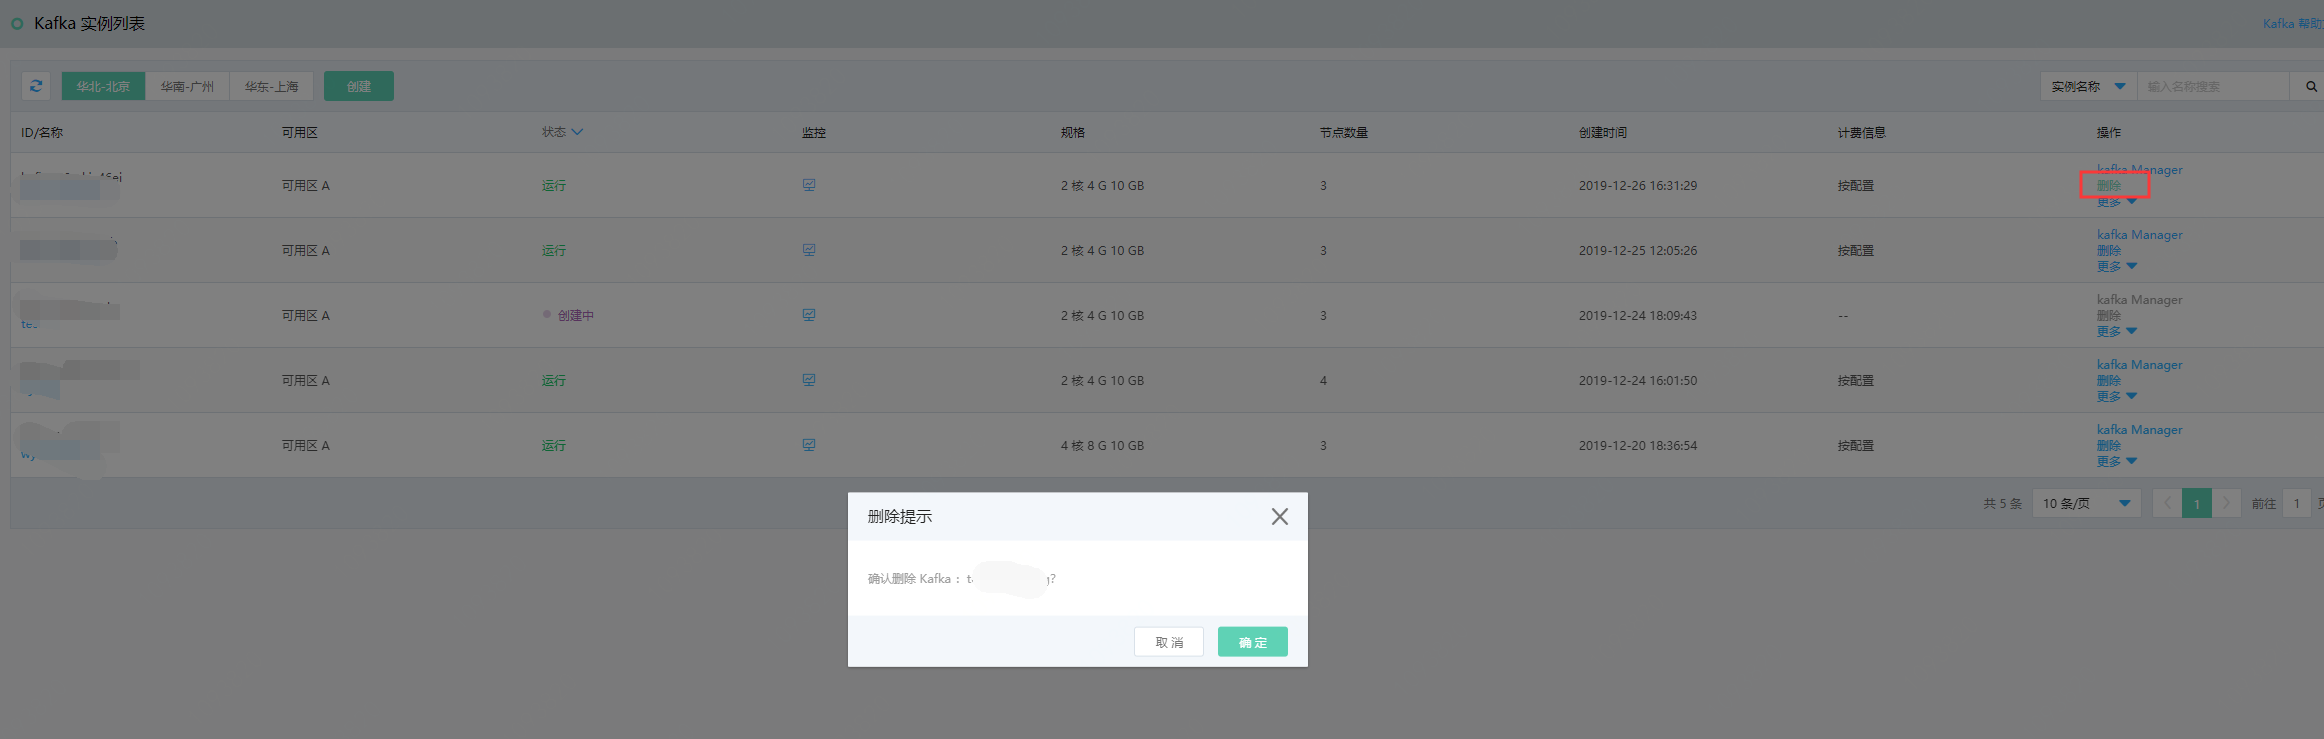 Kafka 实例列表
Kafka 帮助
华北-北京 华南-广州 华东-上海 创建 实例名称 输入名称搜索
ID/名称 可用区 状态 监控 规格 节点数量 创建时间 计费信息 操作
可用区 A 运行 2 核 4 G 10 GB 3 2019-12-26 16:31:29 按配置
kafka Manager
删除
更多
可用区 A 运行 2 核 4 G 10 GB 3 2019-12-25 12:05:26 按配置
kafka Manager
删除
更多
可用区 A 创建中 2 核 4 G 10 GB 3 2019-12-24 18:09:43 --
kafka Manager
删除
更多
可用区 A 运行 2 核 4 G 10 GB 4 2019-12-24 16:01:50 按配置
kafka Manager
删除
更多
可用区 A 运行 4 核 8 G 10 GB 3 2019-12-20 18:36:54 按配置
kafka Manager
删除
更多
共 5 条 10 条/页 1 前往 1
删除提示
确认删除 Kafka：
取消 确定